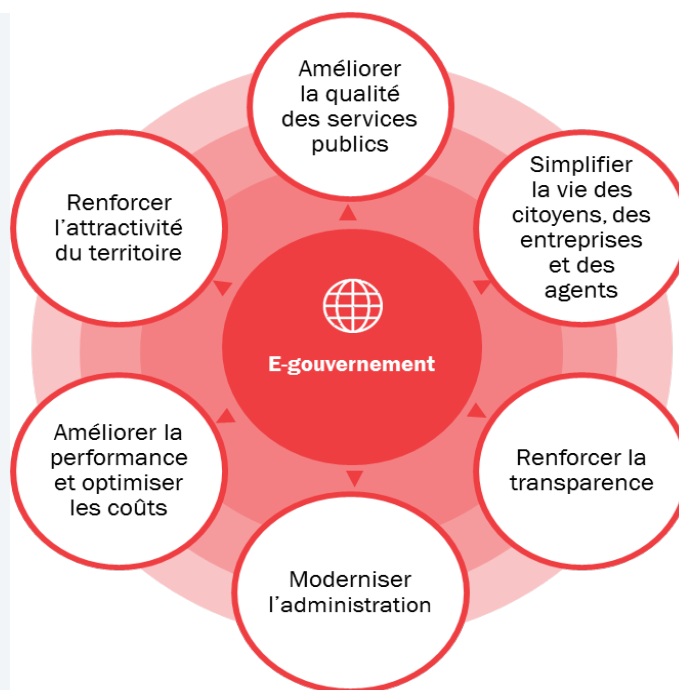 Améliorer
la qualité
des services
publics
Simplifier
la vie des
citoyens, des
entreprises
et des
agents
Renforcer
l'attractivité
du territoire
E-gouvernement
Améliorer la
performance
et optimiser
les coûts
Renforcer la
transparence
Moderniser
l'administration